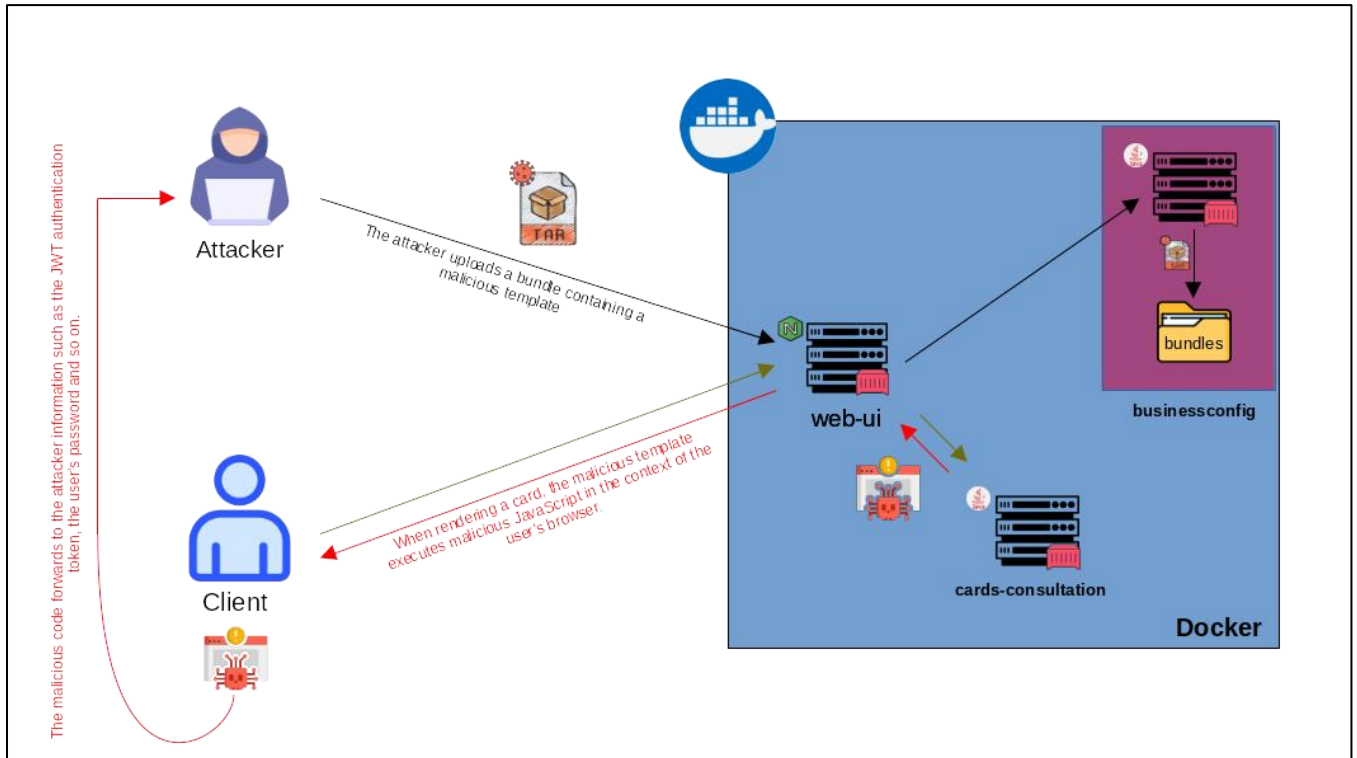 The malicious code forwards to the attacker information such as the JWT authentication
token, the user's password and so on.
Attacker
TAR
The attacker uploads a bundle containing a
malicious template
bundles
businessconfig
N
web-ui
When rendering a card, the malicious template
executes malicious JavaScript in the context of the
user's browser.
Client
cards-consultation
Docker